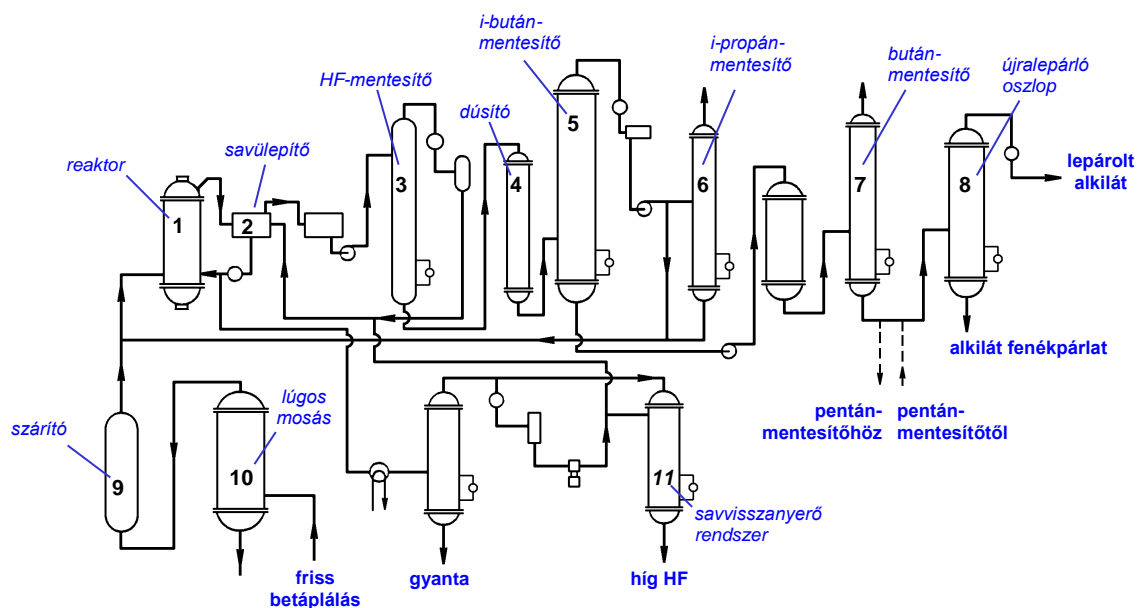 i-bután-
mentesítő
i-propán-
mentesítő
bután-
mentesítő
újralepárló
oszlop
HF-mentesítő
dúsító
savülepítő
reaktor
1
2
3
4
5
6
7
8
lepárolt
alkilát
alkilát fenékpárlat
pentán-
mentesítőhöz
pentán-
mentesítőtől
lúgos
mosás
szárító
9
10
11
savvisszanyerő
rendszer
friss
betáplálás
gyanta
híg HF